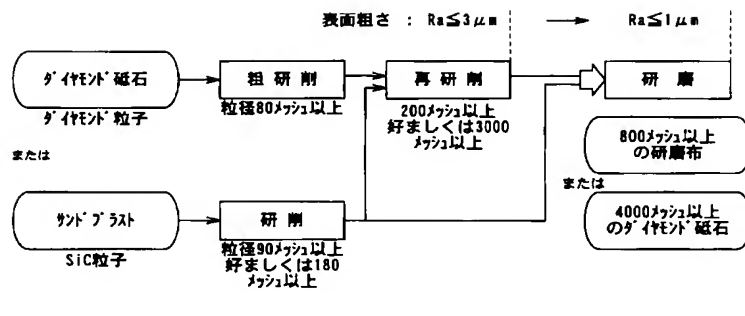 表面粗さ : Ra≦3μm → Ra≦1μm
ダイヤモンド砥石
ダイヤモンド粒子
粗研削
粒径80メッシュ以上
再研削
200メッシュ以上
好ましくは3000
メッシュ以上
研磨
800メッシュ以上
の研磨布
または
4000メッシュ以上
のダイヤモンド砥石
または
サンドブラスト
SiC粒子
研削
粒径90メッシュ以上
好ましくは180
メッシュ以上